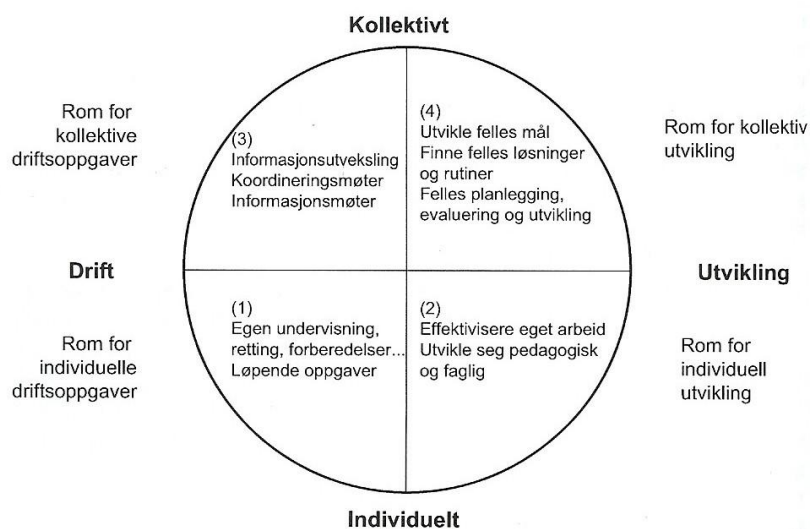 Kollektivt
Rom for
kollektive
driftsoppgaver
(3)
Informasjonsutveksling
Koordineringsmøter
Informasjonsmøter
(4)
Utvikle felles mål
Finne felles løsninger
og rutiner
Felles planlegging,
evaluering og utvikling
Rom for kollektiv
utvikling
Drift
Utvikling
Rom for
individuelle
driftsoppgaver
(1)
Egen undervisning,
retting, forberedelser...
Løpende oppgaver
(2)
Effektivisere eget arbeid
Utvikle seg pedagogisk
og faglig
Rom for
individuell
utvikling
Individuelt